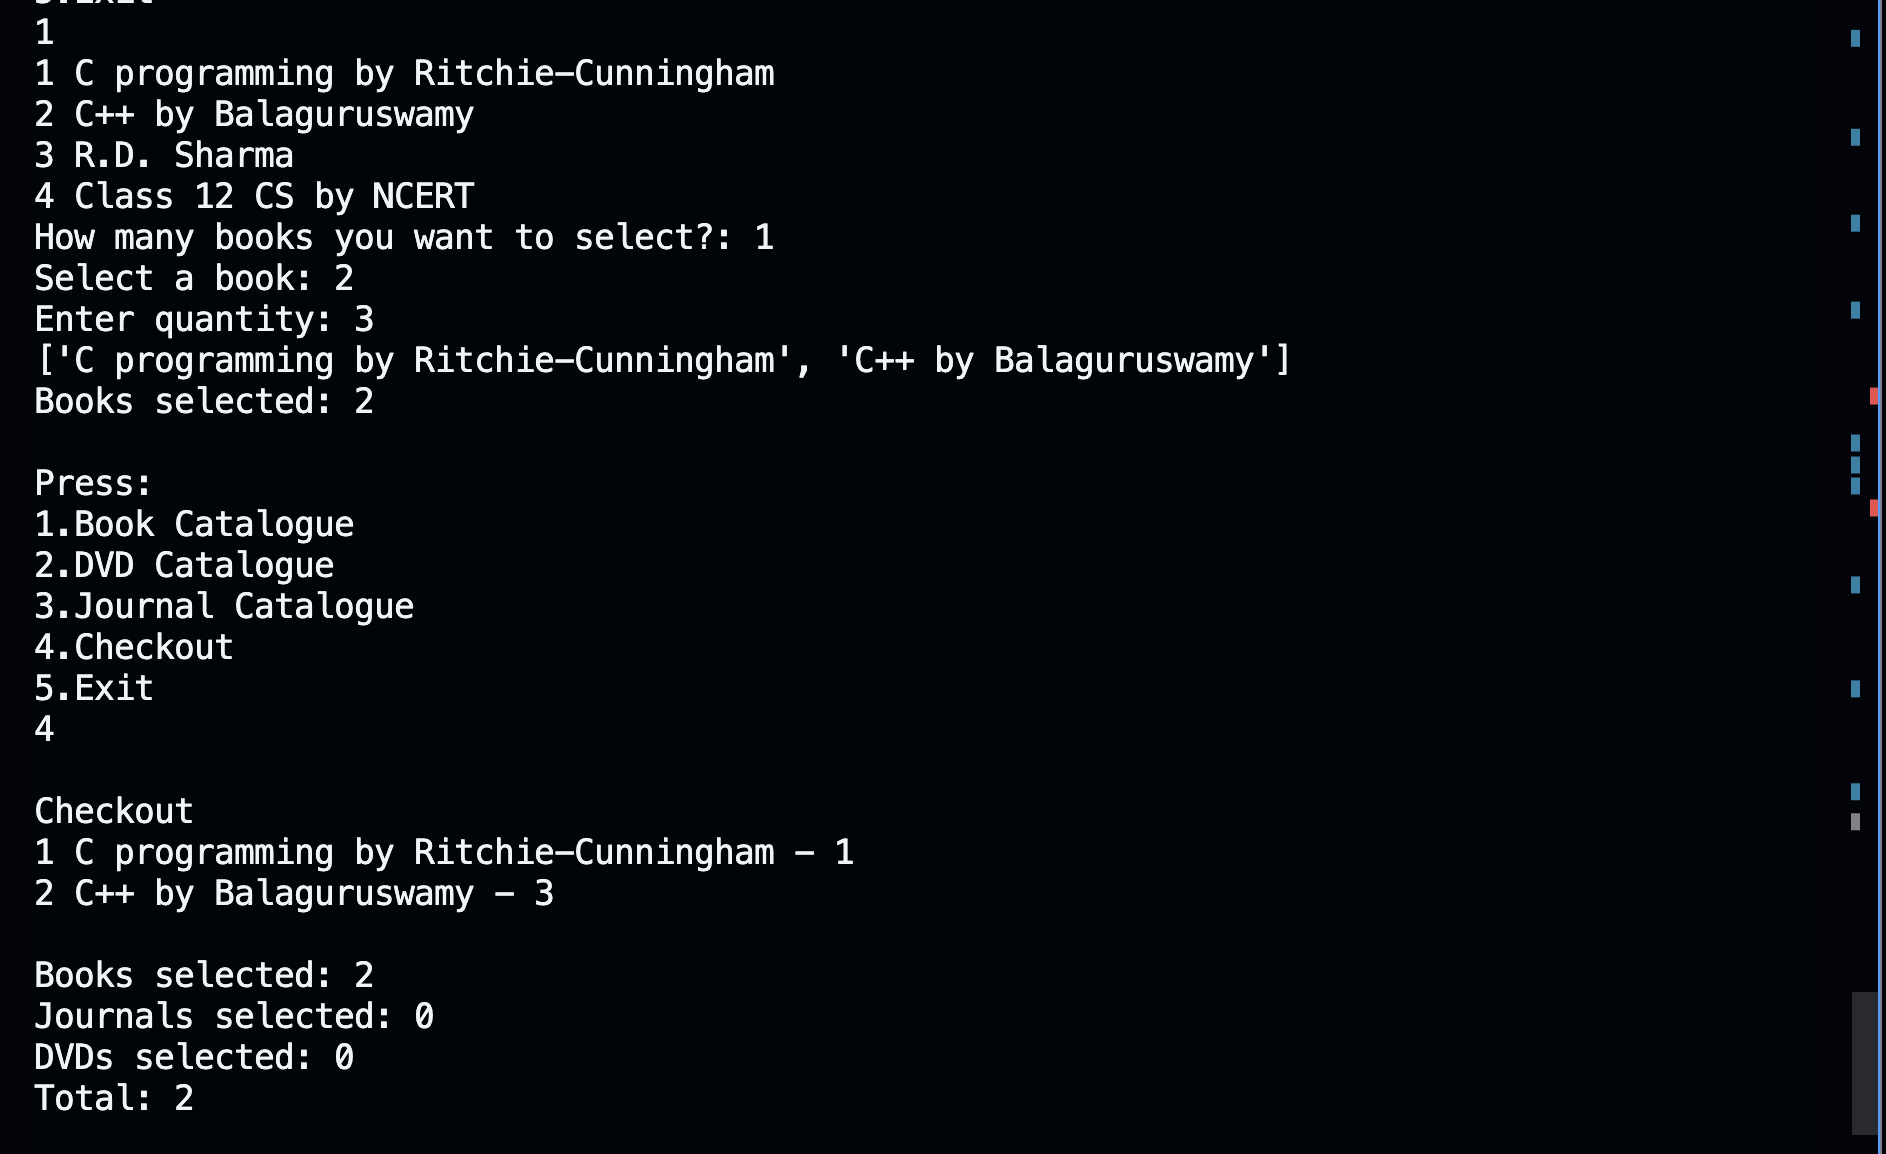 1
1 C programming by Ritchie-Cunningham
2 C++ by Balaguruswamy
3 R.D. Sharma
4 Class 12 CS by NCERT
How many books you want to select?: 1
Select a book: 2
Enter quantity: 3
['C programming by Ritchie-Cunningham', 'C++ by Balaguruswamy']
Books selected: 2
Press:
1.Book Catalogue
2.DVD Catalogue
3.Journal Catalogue
4.Checkout
5.Exit
4
Checkout
1 C programming by Ritchie-Cunningham - 1
2 C++ by Balaguruswamy - 3
Books selected: 2
Journals selected: 0
DVDs selected: 0
Total: 2